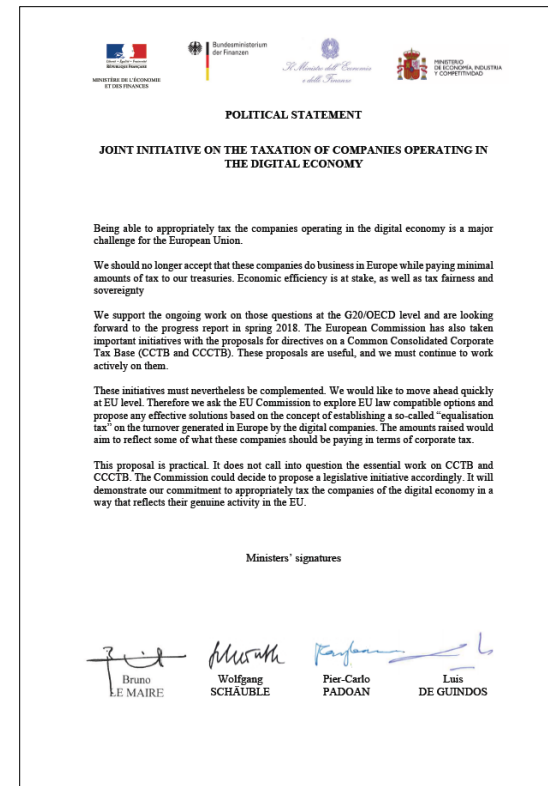 Liberté • Égalité • Fraternité
RÉPUBLIQUE FRANÇAISE
MINISTÈRE DE L'ÉCONOMIE
ET DES FINANCES
Bundesministerium
der Finanzen
Il Ministro dell' Economia
e delle Finanze
MINISTERIO
DE ECONOMÍA, INDUSTRIA
Y COMPETITIVIDAD
POLITICAL STATEMENT
JOINT INITIATIVE ON THE TAXATION OF COMPANIES OPERATING IN
THE DIGITAL ECONOMY
Being able to appropriately tax the companies operating in the digital economy is a major
challenge for the European Union.
We should no longer accept that these companies do business in Europe while paying minimal
amounts of tax to our treasuries. Economic efficiency is at stake, as well as tax fairness and
sovereignty
We support the ongoing work on those questions at the G20/OECD level and are looking
forward to the progress report in spring 2018. The European Commission has also taken
important initiatives with the proposals for directives on a Common Consolidated Corporate
Tax Base (CCTB and CCCTB). These proposals are useful, and we must continue to work
actively on them.
These initiatives must nevertheless be complemented. We would like to move ahead quickly
at EU level. Therefore we ask the EU Commission to explore EU law compatible options and
propose any effective solutions based on the concept of establishing a so-called “equalisation
tax” on the turnover generated in Europe by the digital companies. The amounts raised would
aim to reflect some of what these companies should be paying in terms of corporate tax.
This proposal is practical. It does not call into question the essential work on CCTB and
CCCTB. The Commission could decide to propose a legislative initiative accordingly. It will
demonstrate our commitment to appropriately tax the companies of the digital economy in a
way that reflects their genuine activity in the EU.
Ministers’ signatures
Bruno
LE MAIRE
Wolfgang
SCHÄUBLE
Pier-Carlo
PADOAN
Luis
DE GUINDOS